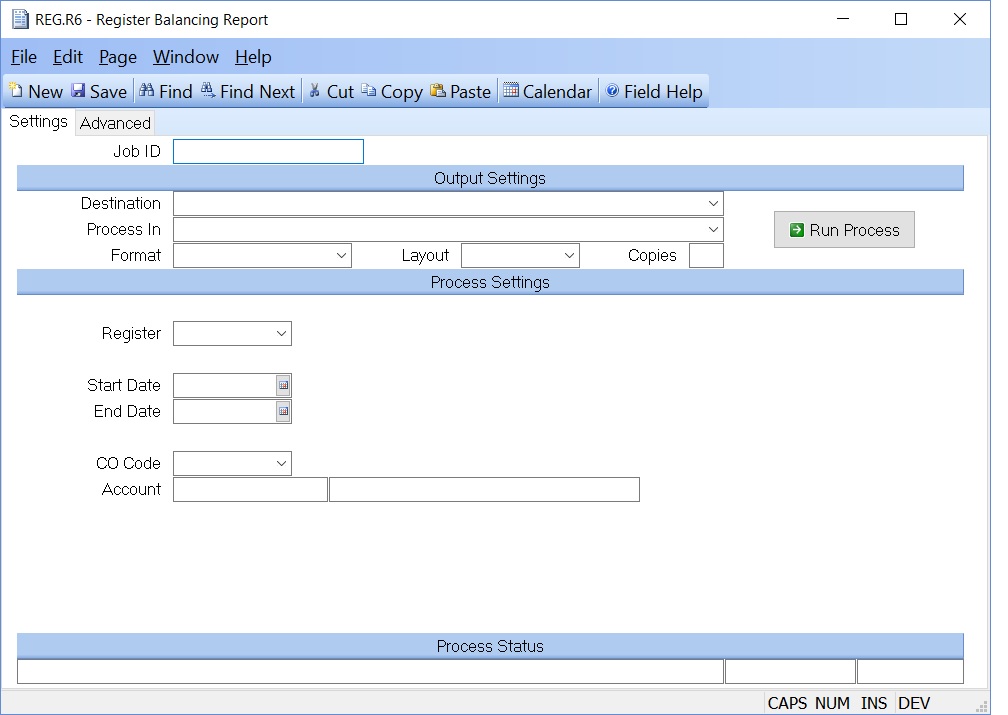 REG.R6 - Register Balancing Report
File Edit Page Window Help
New Save Find Find Next Cut Copy Paste Calendar Field Help
Settings Advanced
Job ID
Output Settings
Destination
Process In
Run Process
Format Layout Copies
Process Settings
Register
Start Date
End Date
CO Code
Account
Process Status
CAPS NUM INS DEV